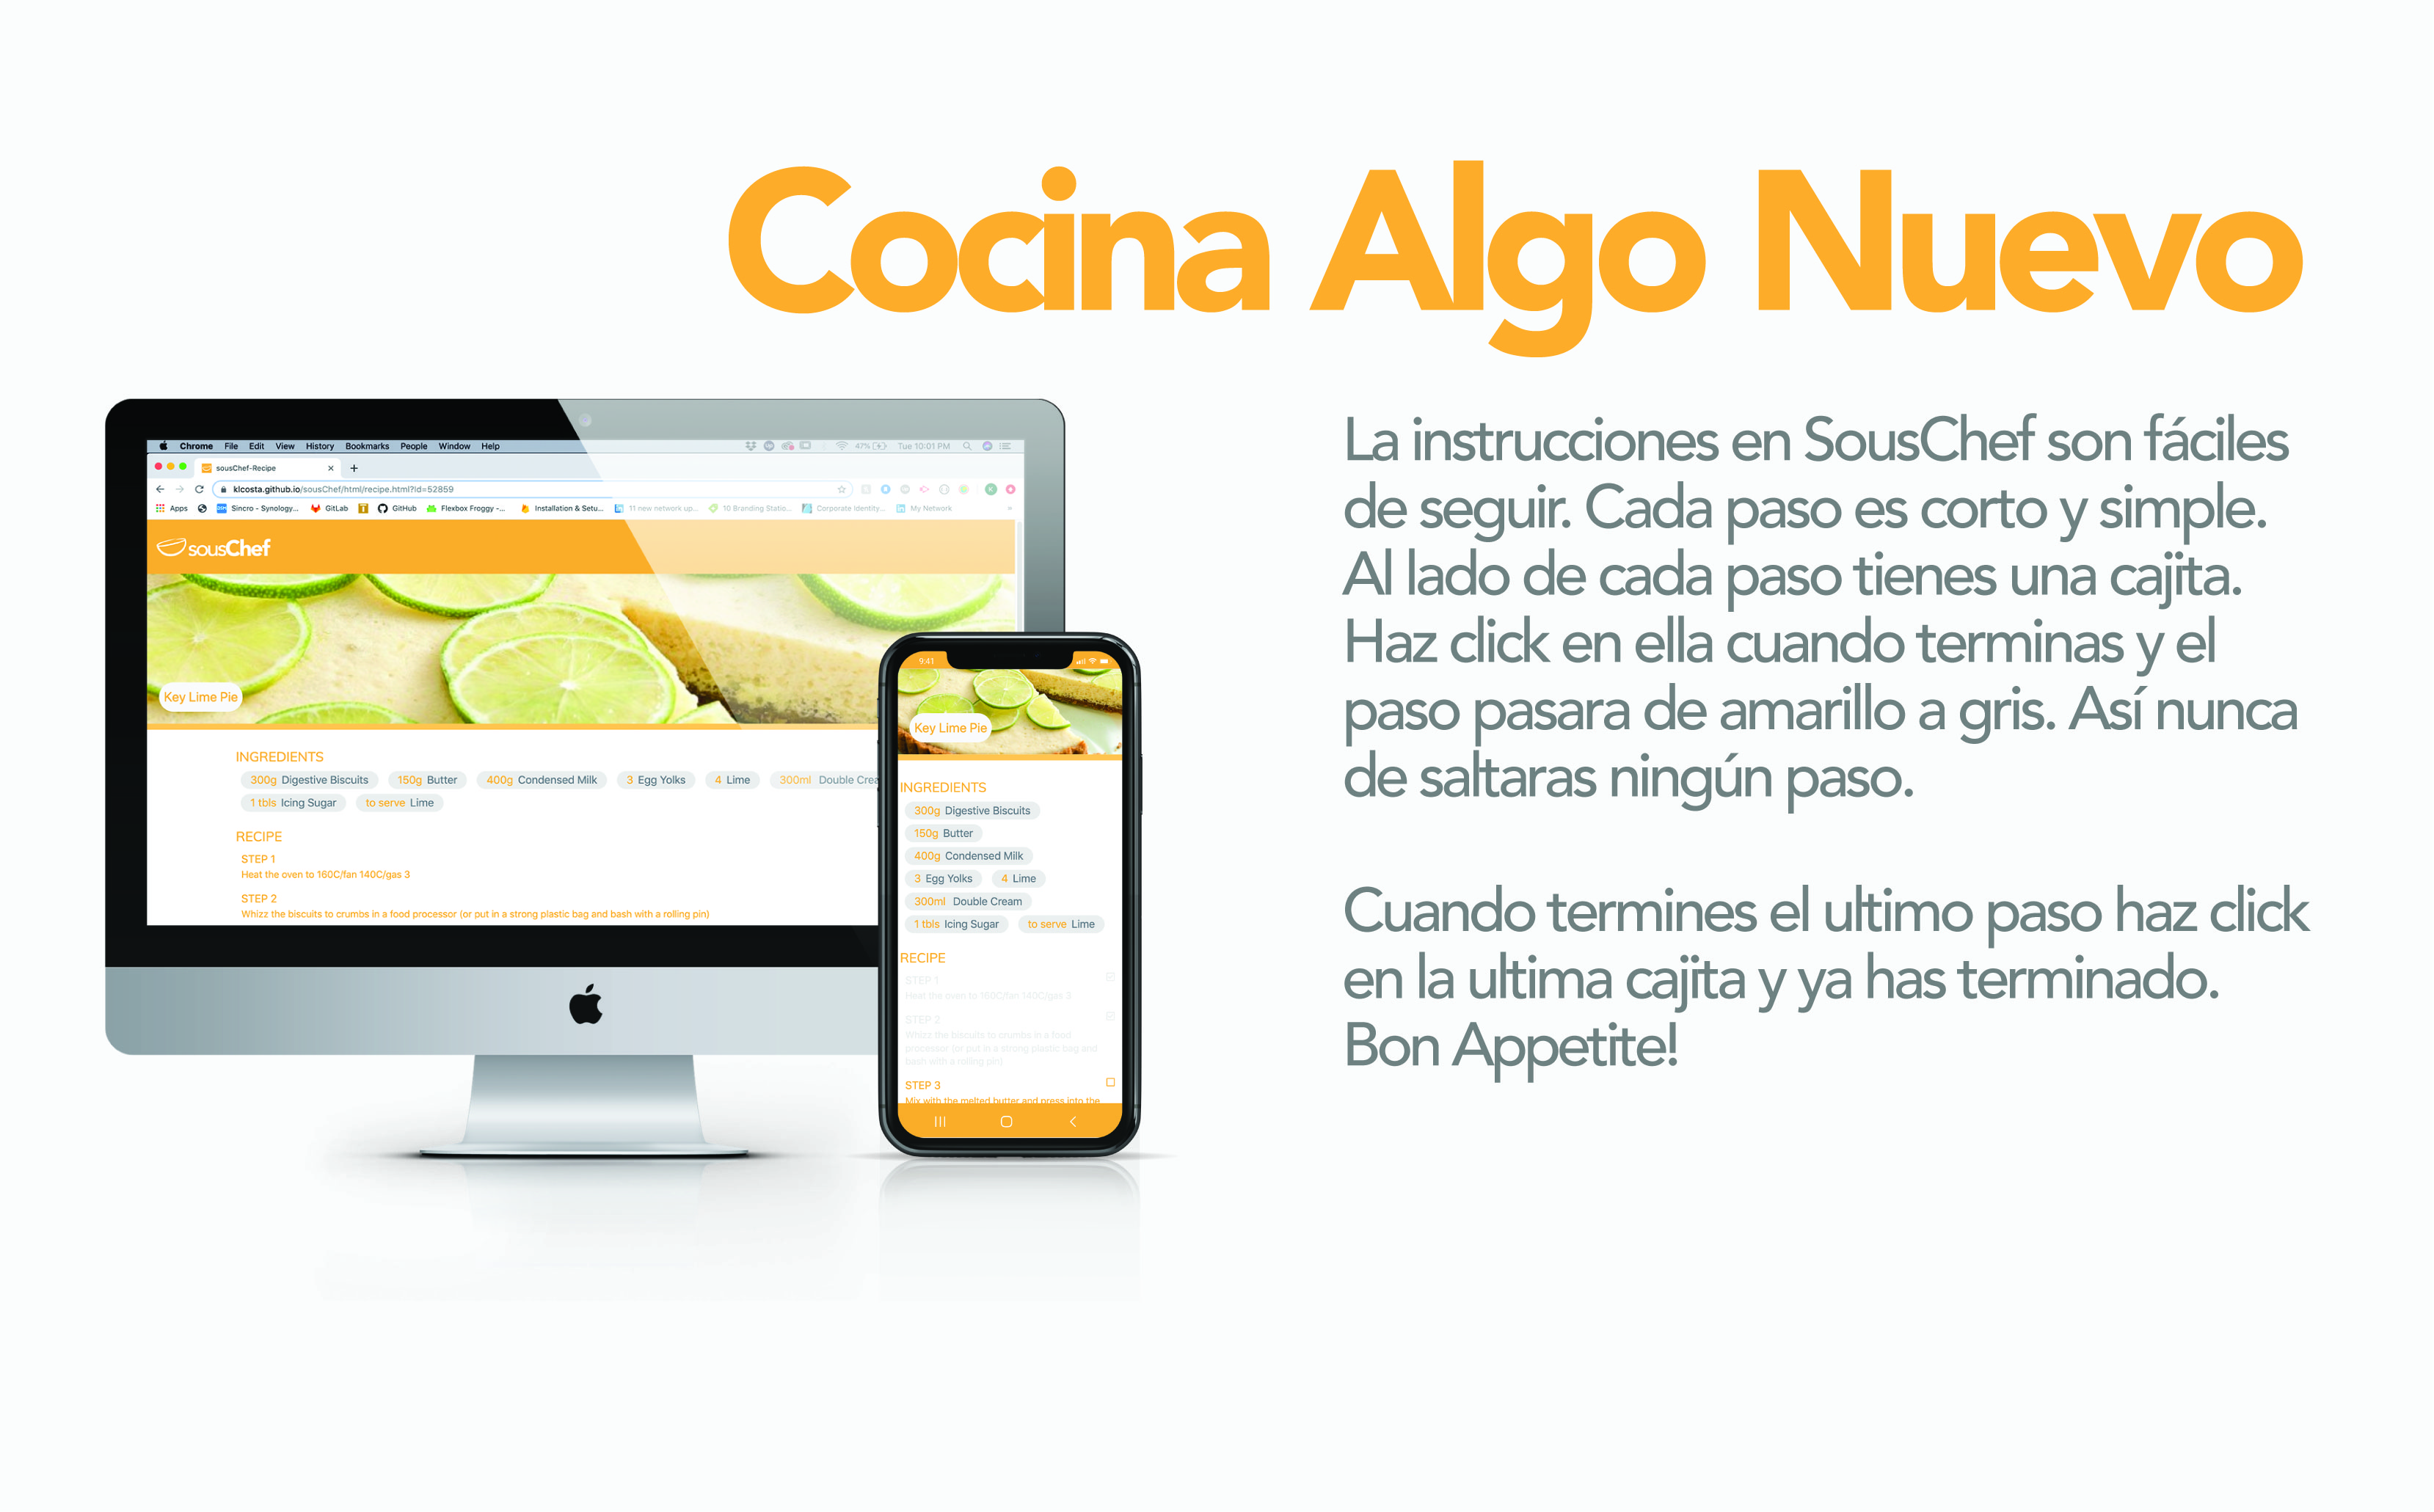 Cocina Algo Nuevo
La instrucciones en SousChef son fáciles
de seguir. Cada paso es corto y simple.
Al lado de cada paso tienes una cajita.
Haz click en ella cuando terminas y el
paso pasara de amarillo a gris. Así nunca
de saltaras ningún paso.
Cuando termines el ultimo paso haz click
en la ultima cajita y ya has terminado.
Bon Appetite!
Chrome File Edit View History Bookmarks People Window Help 47% Tue 10:01 PM
sousChef-Recipe
klcosta.github.io/sousChef/html/recipe.html?id=52859
Apps Sincro - Synology... GitLab GitHub Flexbox Froggy -... Installation & Setu... 11 new network up... 10 Branding Statio... Corporate Identity... My Network »
sousChef
Key Lime Pie
INGREDIENTS
300g Digestive Biscuits 150g Butter 400g Condensed Milk 3 Egg Yolks 4 Lime 300ml Double Crea
1 tbls Icing Sugar to serve Lime
RECIPE
STEP 1
Heat the oven to 160C/fan 140C/gas 3
STEP 2
Whizz the biscuits to crumbs in a food processor (or put in a strong plastic bag and bash with a rolling pin)
9:41
Key Lime Pie
INGREDIENTS
300g Digestive Biscuits
150g Butter
400g Condensed Milk
3 Egg Yolks 4 Lime
300ml Double Cream
1 tbls Icing Sugar to serve Lime
RECIPE
STEP 1
Heat the oven to 160C/fan 140C/gas 3
STEP 2
Whizz the biscuits to crumbs in a food
processor (or put in a strong plastic bag and
bash with a rolling pin)
STEP 3
Mix with the melted butter and press into the